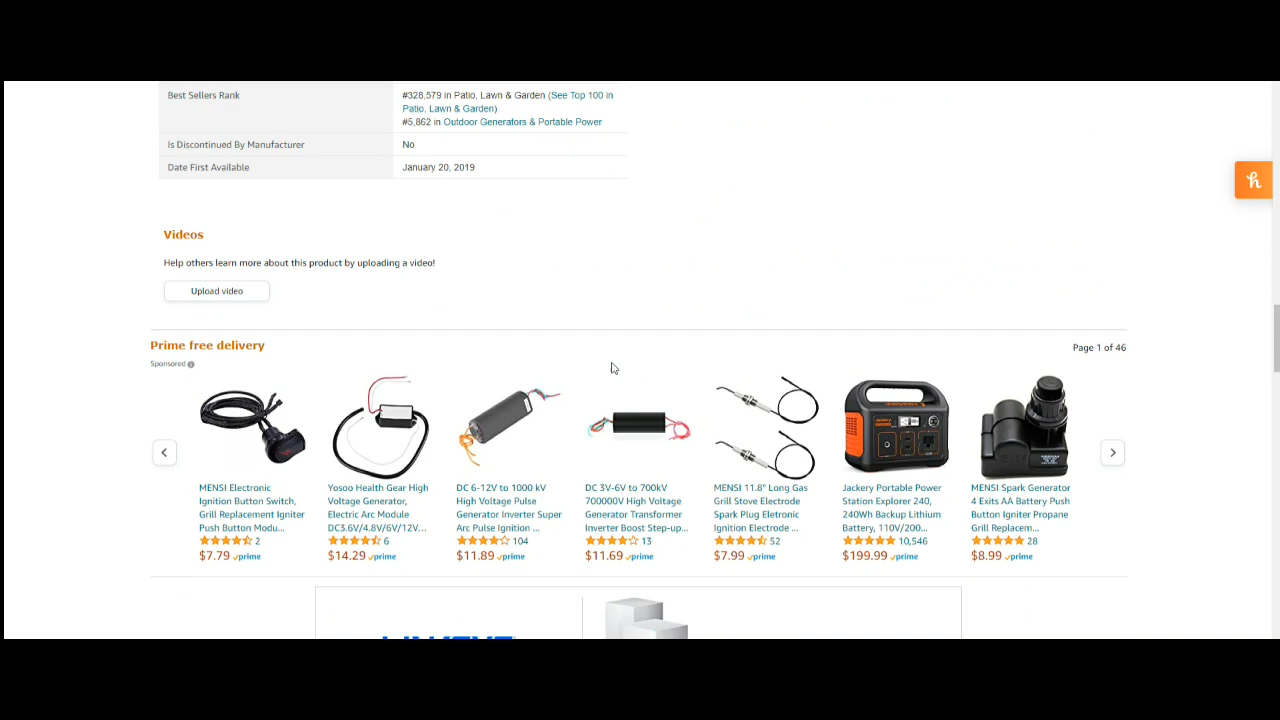 Best Sellers Rank
#328,579 in Patio, Lawn & Garden (See Top 100 in
Patio, Lawn & Garden)
#5,862 in Outdoor Generators & Portable Power
Is Discontinued By Manufacturer
No
Date First Available
January 20, 2019
Videos
Help others learn more about this product by uploading a video!
Upload video
Prime free delivery
Page 1 of 46
Sponsored
MENSI Electronic
Ignition Button Switch,
Grill Replacement Igniter
Push Button Modu...
2
$7.79 prime
Yosoo Health Gear High
Voltage Generator,
Electric Arc Module
DC3.6V/4.8V/6V/12V...
6
$14.29 prime
DC 6-12V to 1000 kV
High Voltage Pulse
Generator Inverter Super
Arc Pulse Ignition ...
104
$11.89 prime
DC 3V-6V to 700kV
700000V High Voltage
Generator Transformer
Inverter Boost Step-up...
13
$11.69 prime
MENSI 11.8" Long Gas
Grill Stove Electrode
Spark Plug Eletronic
Ignition Electrode ...
52
$7.99 prime
Jackery Portable Power
Station Explorer 240,
240Wh Backup Lithium
Battery, 110V/200...
10,546
$199.99 prime
MENSI Spark Generator
4 Exits AA Battery Push
Button Igniter Propane
Grill Replacem...
28
$8.99 prime